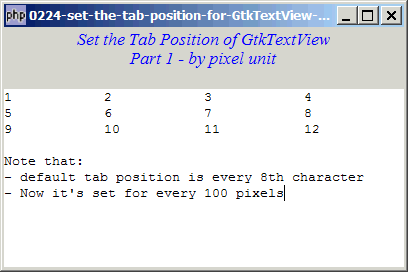 php 0224-set-the-tab-position-for-GtkTextView-...
Set the Tab Position of GtkTextView
Part 1 - by pixel unit
1 2 3 4
5 6 7 8
9 10 11 12
Note that:
- default tab position is every 8th character
- Now it's set for every 100 pixels